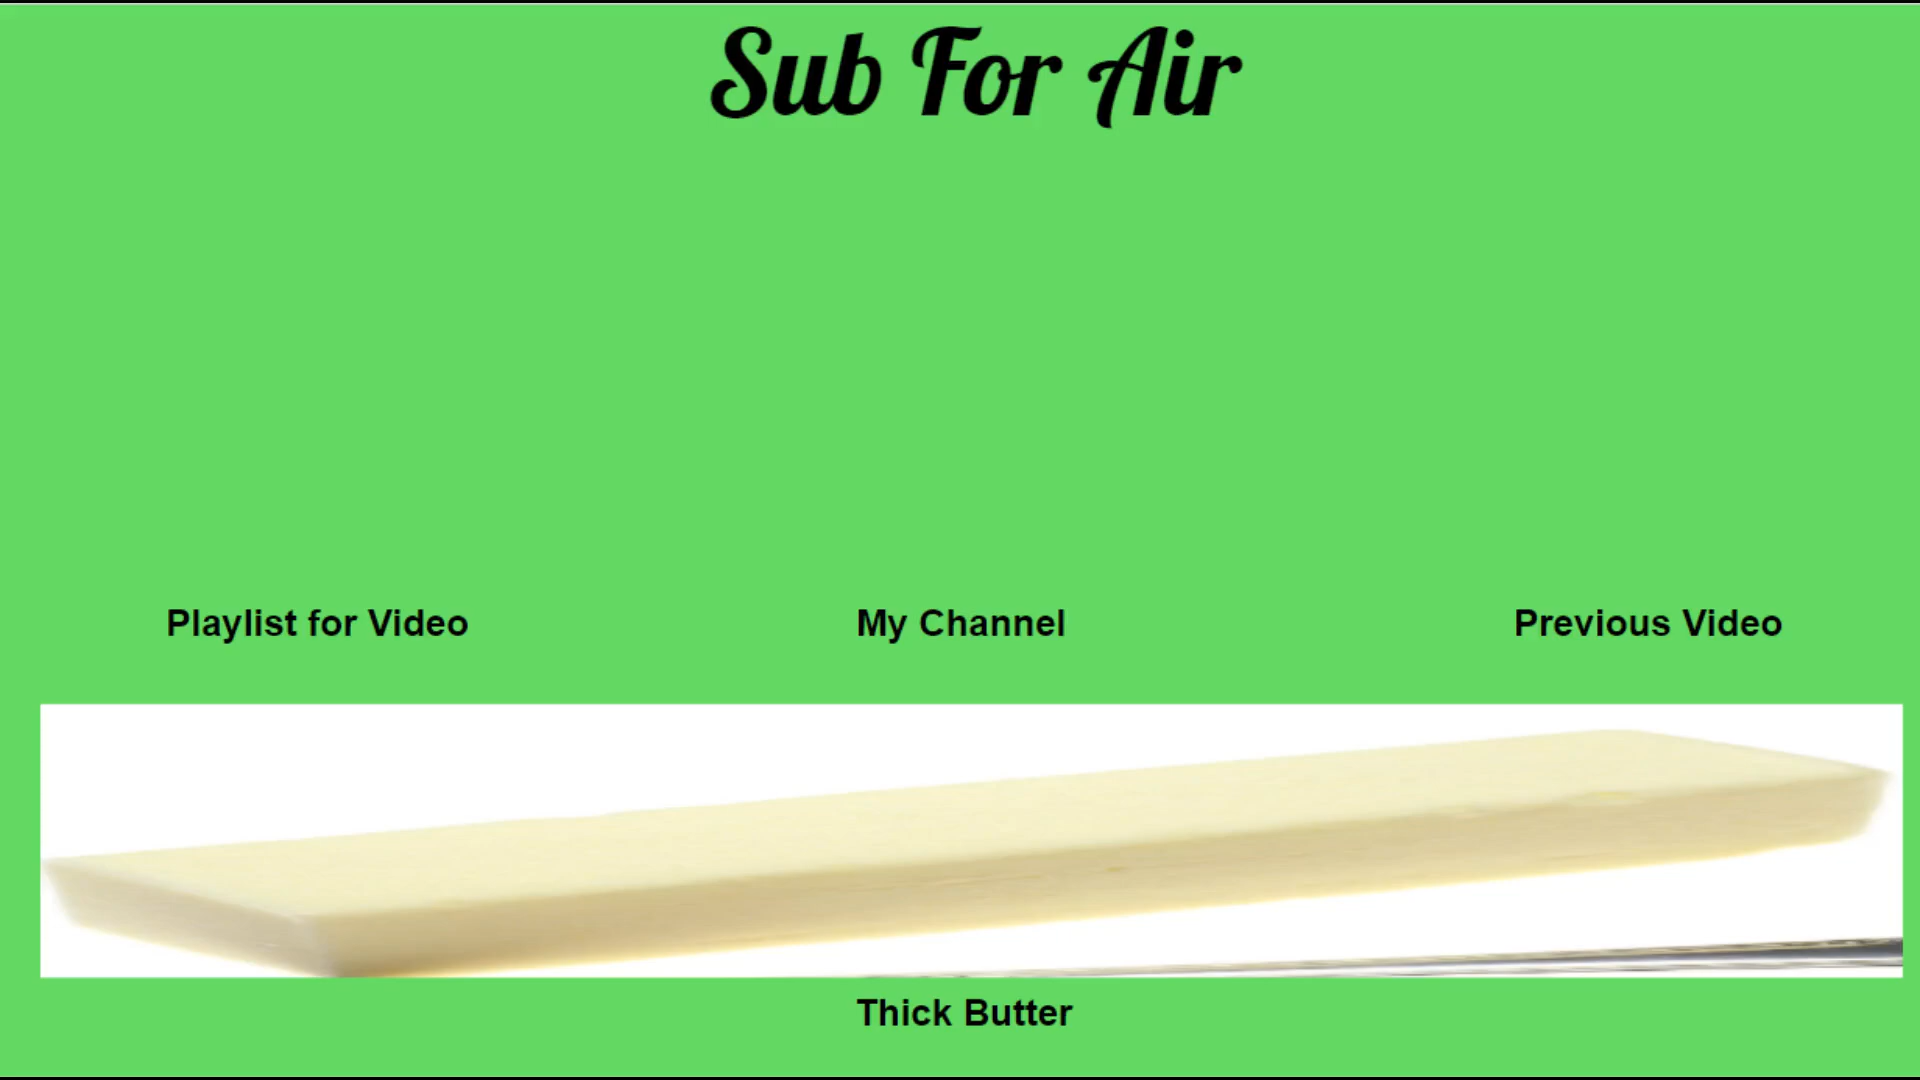 Sub For Air
Playlist for Video
My Channel
Previous Video
Thick Butter